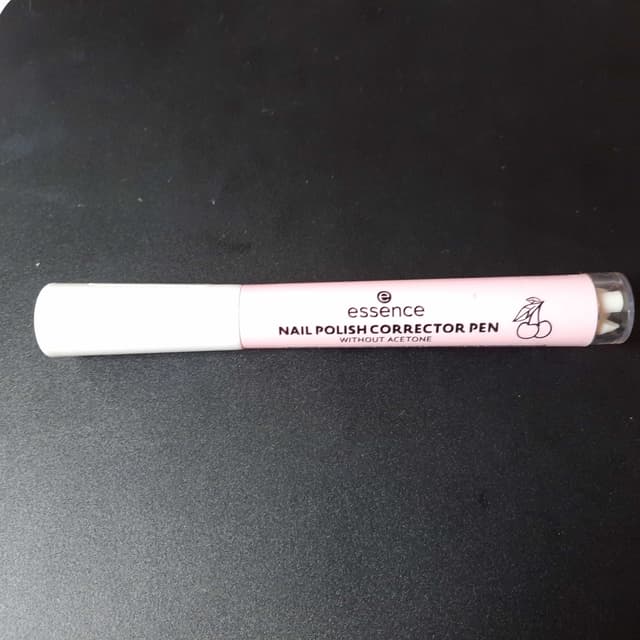 essence
NAIL POLISH CORRECTOR PEN
WITHOUT ACETONE